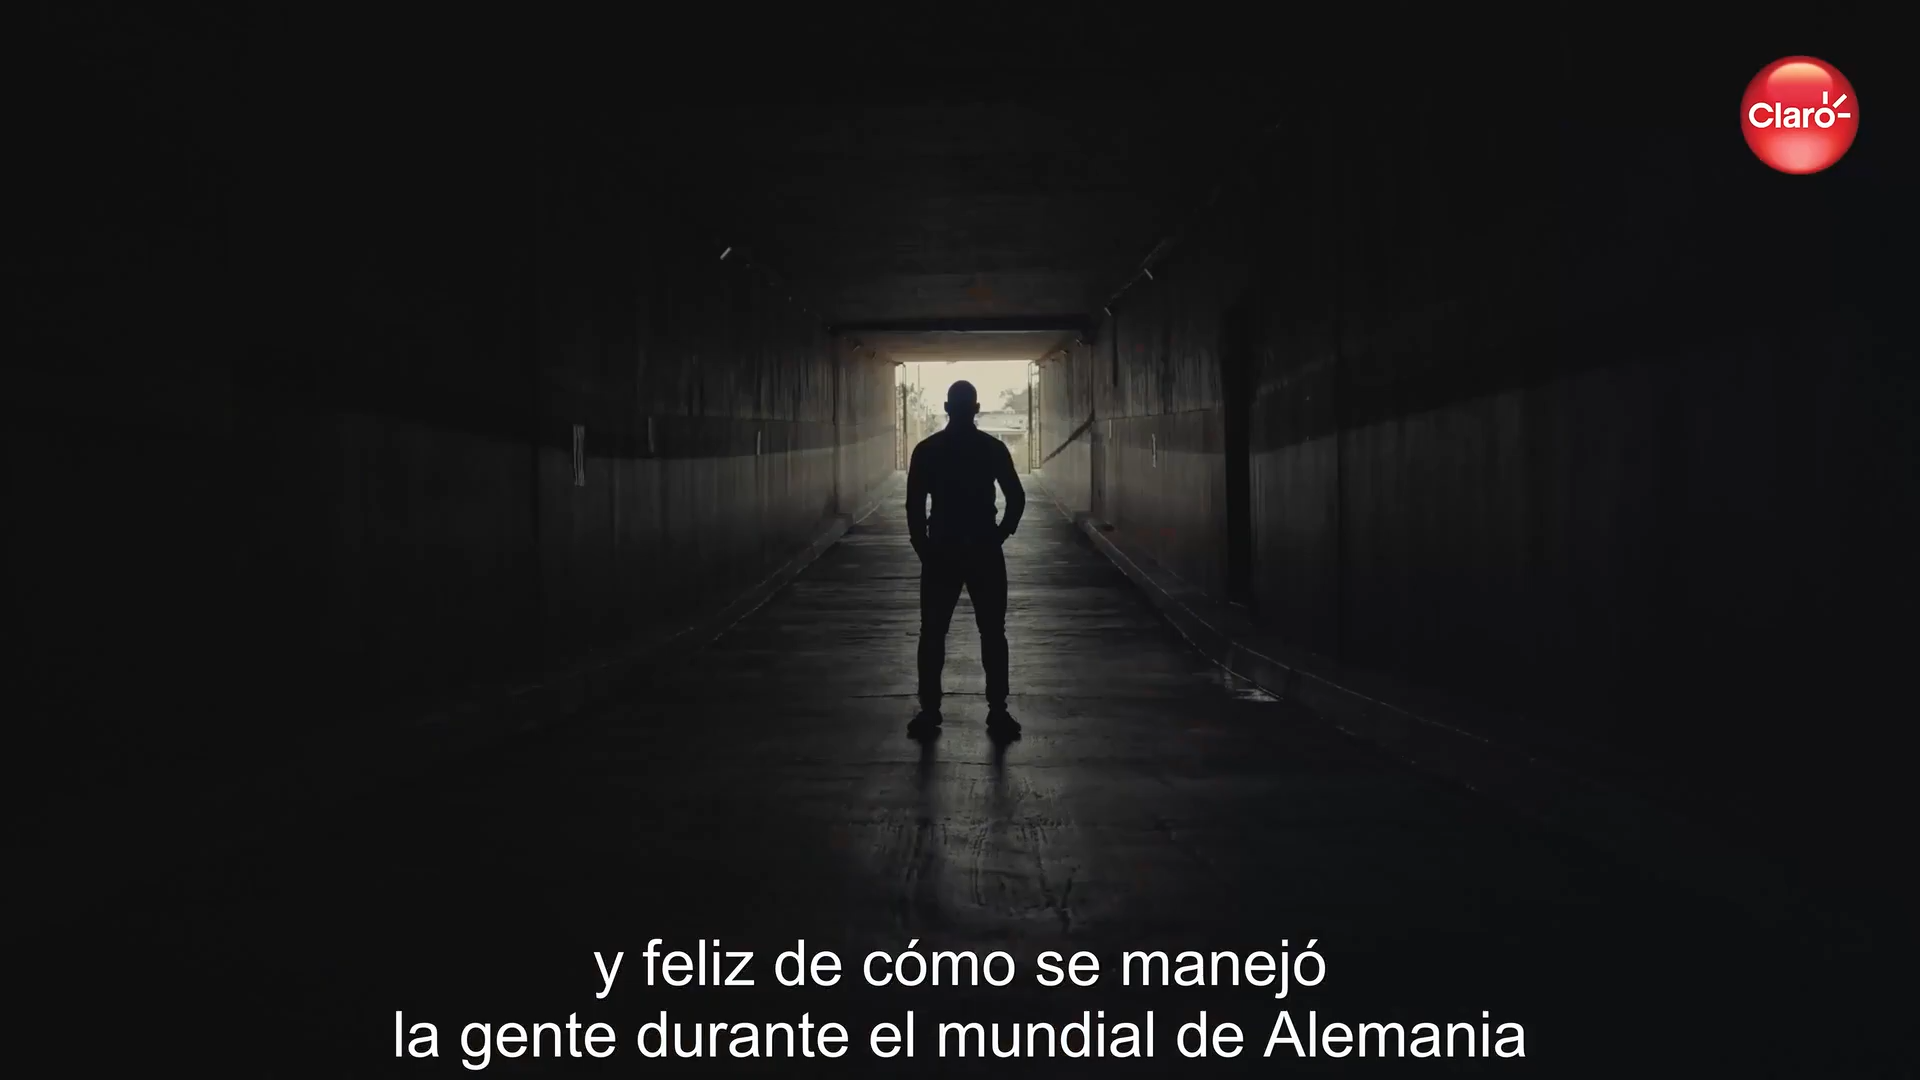 Claro
y feliz de cómo se manejó
la gente durante el mundial de Alemania